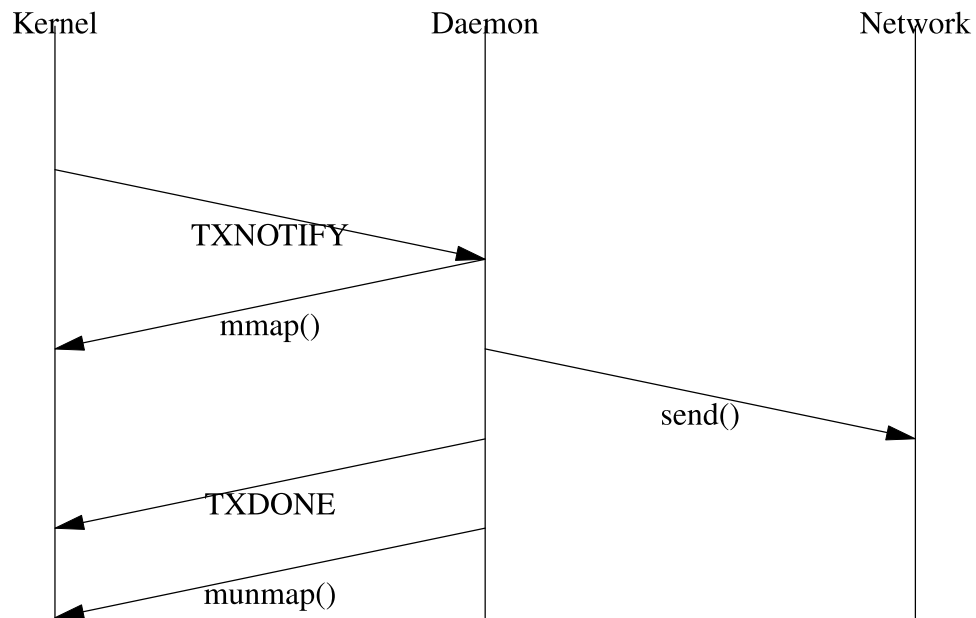 Kernel Daemon Network
TXNOTIFY
mmap()
send()
TXDONE
munmap()